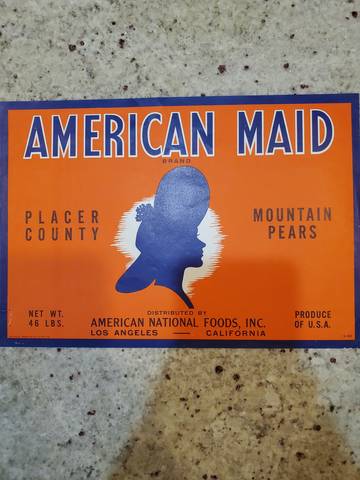 AMERICAN MAID
BRAND
PLACER
COUNTY
MOUNTAIN
PEARS
NET WT.
46 LBS.
DISTRIBUTED BY
AMERICAN NATIONAL FOODS, INC.
LOS ANGELES — CALIFORNIA
PRODUCE
OF U.S.A.